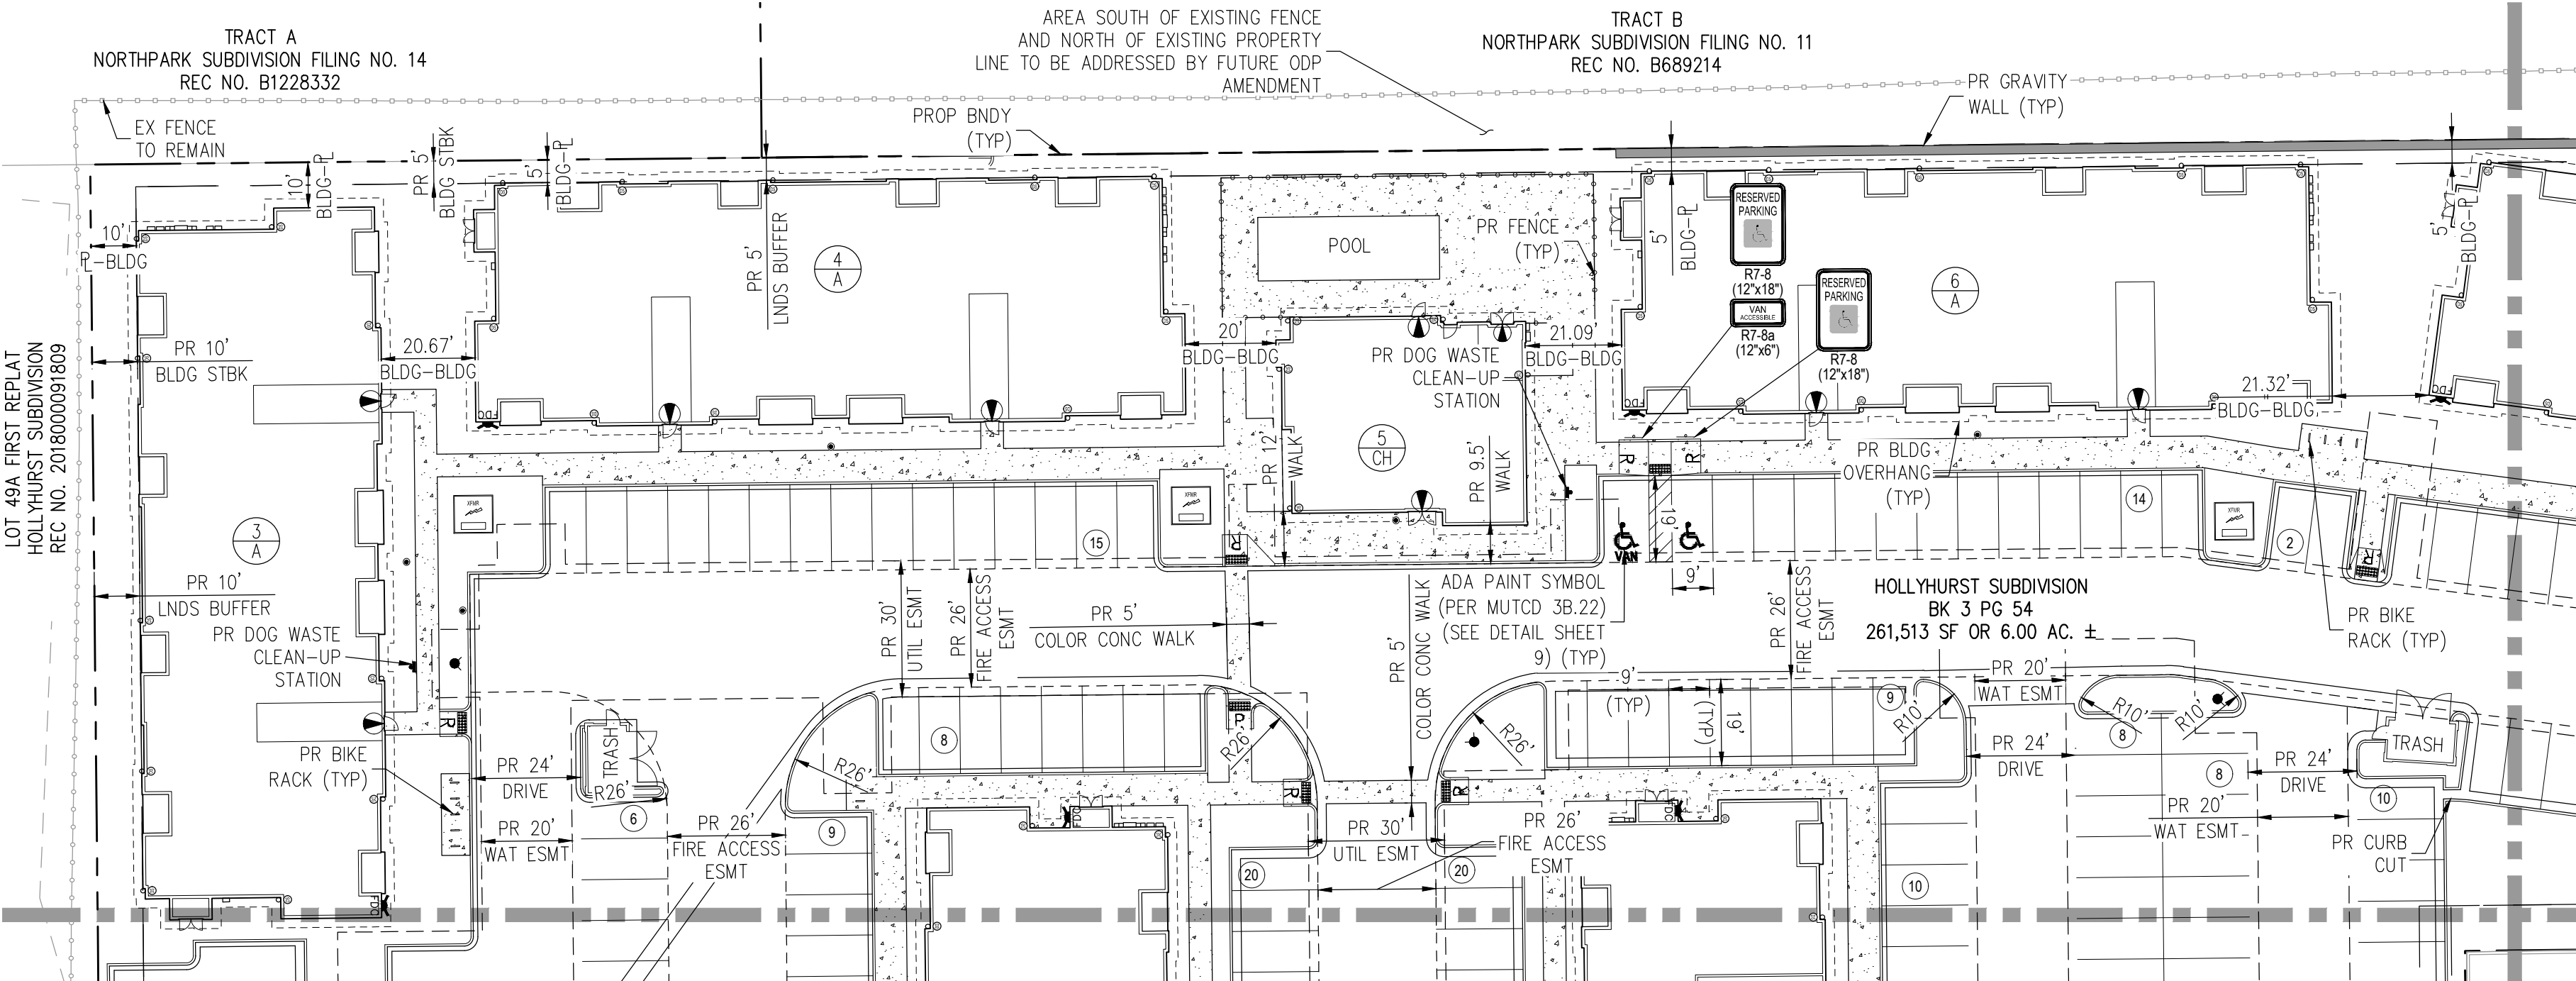 TRACT A
NORTHPARK SUBDIVISION FILING NO. 14
REC NO. B1228332
AREA SOUTH OF EXISTING FENCE
AND NORTH OF EXISTING PROPERTY
LINE TO BE ADDRESSED BY FUTURE ODP
AMENDMENT
TRACT B
NORTHPARK SUBDIVISION FILING NO. 11
REC NO. B689214
PR GRAVITY
WALL (TYP)
EX FENCE
TO REMAIN
PROP BNDY
(TYP)
10'
BLDG-PL
PR 5'
BLDG STBK
5'
BLDG-PL
PR 5'
LNDS BUFFER
10'
PL-BLDG
4
A
POOL
PR FENCE
(TYP)
5'
BLDG-PL
RESERVED
PARKING
R7-8
(12"x18")
VAN
ACCESSIBLE
R7-8a
(12"x6")
RESERVED
PARKING
R7-8
(12"x18")
6
A
5'
BLDG-PL
LOT 49A FIRST REPLAT
HOLLYHURST SUBDIVISION
REC NO. 2018000091809
PR 10'
BLDG STBK
20.67'
BLDG-BLDG
20'
BLDG-BLDG
21.09'
BLDG-BLDG
PR DOG WASTE
CLEAN-UP
STATION
21.32'
BLDG-BLDG
FDC
FDC
FDC
5
CH
PR 12'
WALK
PR 9.5'
WALK
R
R
PR BLDG
OVERHANG
(TYP)
XFMR
XFMR
XFMR
3
A
15
14
2
R
R
19'
VAN
9'
PR 10'
LNDS BUFFER
PR DOG WASTE
CLEAN-UP
STATION
PR 30'
UTIL ESMT
PR 26'
FIRE ACCESS
ESMT
PR 5'
COLOR CONC WALK
PR 5'
COLOR CONC WALK
ADA PAINT SYMBOL
(PER MUTCD 3B.22)
(SEE DETAIL SHEET
9) (TYP)
PR 26'
FIRE ACCESS
ESMT
HOLLYHURST SUBDIVISION
BK 3 PG 54
261,513 SF OR 6.00 AC. ±
PR BIKE
RACK (TYP)
R
PR BIKE
RACK (TYP)
TRASH
R26'
PR 24'
DRIVE
6
PR 20'
WAT ESMT
PR 26'
FIRE ACCESS
ESMT
R26'
9
8
R26'
R
R
20
PR 30'
UTIL ESMT
R26'
PR 26'
FIRE ACCESS
ESMT
20
9'
(TYP)
19'
(TYP)
9
R10'
PR 20'
WAT ESMT
PR 24'
DRIVE
R10'
R10'
8
8
PR 24'
DRIVE
PR 20'
WAT ESMT
TRASH
10
10
PR CURB
CUT
FDC
FDC
FDC